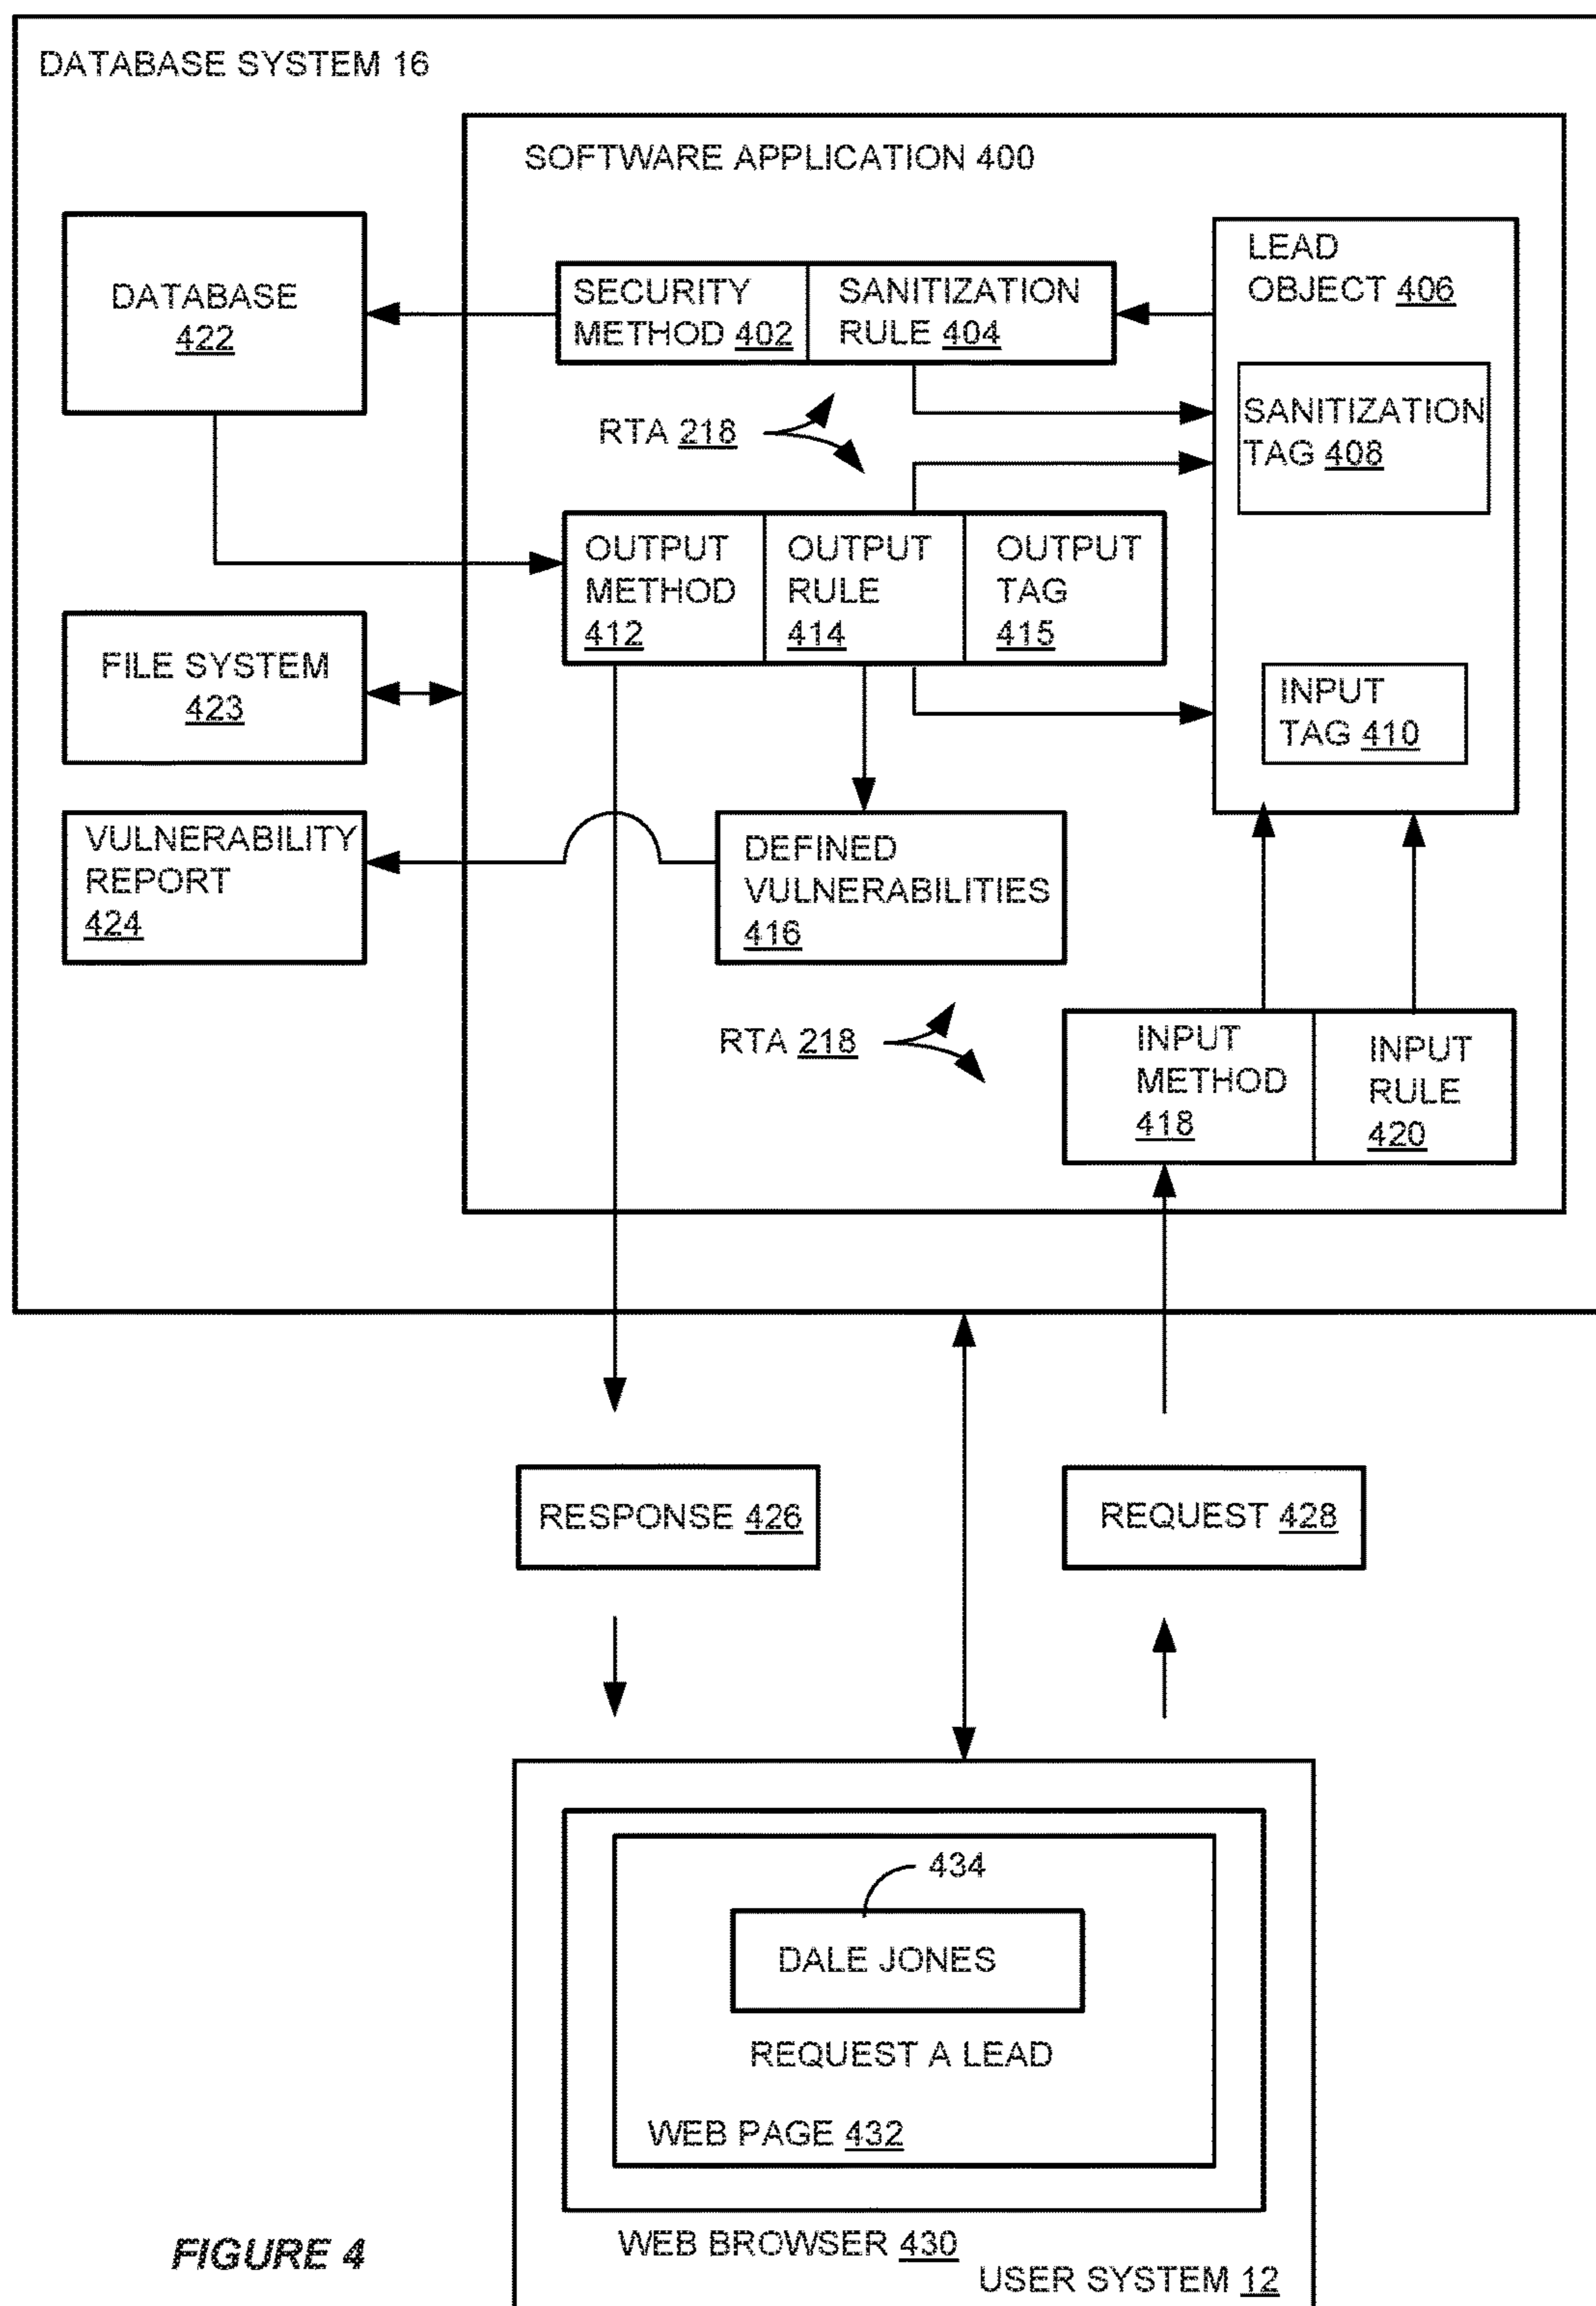 DATABASE SYSTEM 16
SOFTWARE APPLICATION 400
DATABASE
422
SECURITY
METHOD 402
SANITIZATION
RULE 404
LEAD
OBJECT 406
SANITIZATION
TAG 408
RTA 218
OUTPUT
METHOD
412
OUTPUT
RULE
414
OUTPUT
TAG
415
FILE SYSTEM
423
INPUT
TAG 410
VULNERABILITY
REPORT
424
DEFINED
VULNERABILITIES
416
RTA 218
INPUT
METHOD
418
INPUT
RULE
420
RESPONSE 426
REQUEST 428
434
DALE JONES
REQUEST A LEAD
WEB PAGE 432
WEB BROWSER 430
USER SYSTEM 12
FIGURE 4